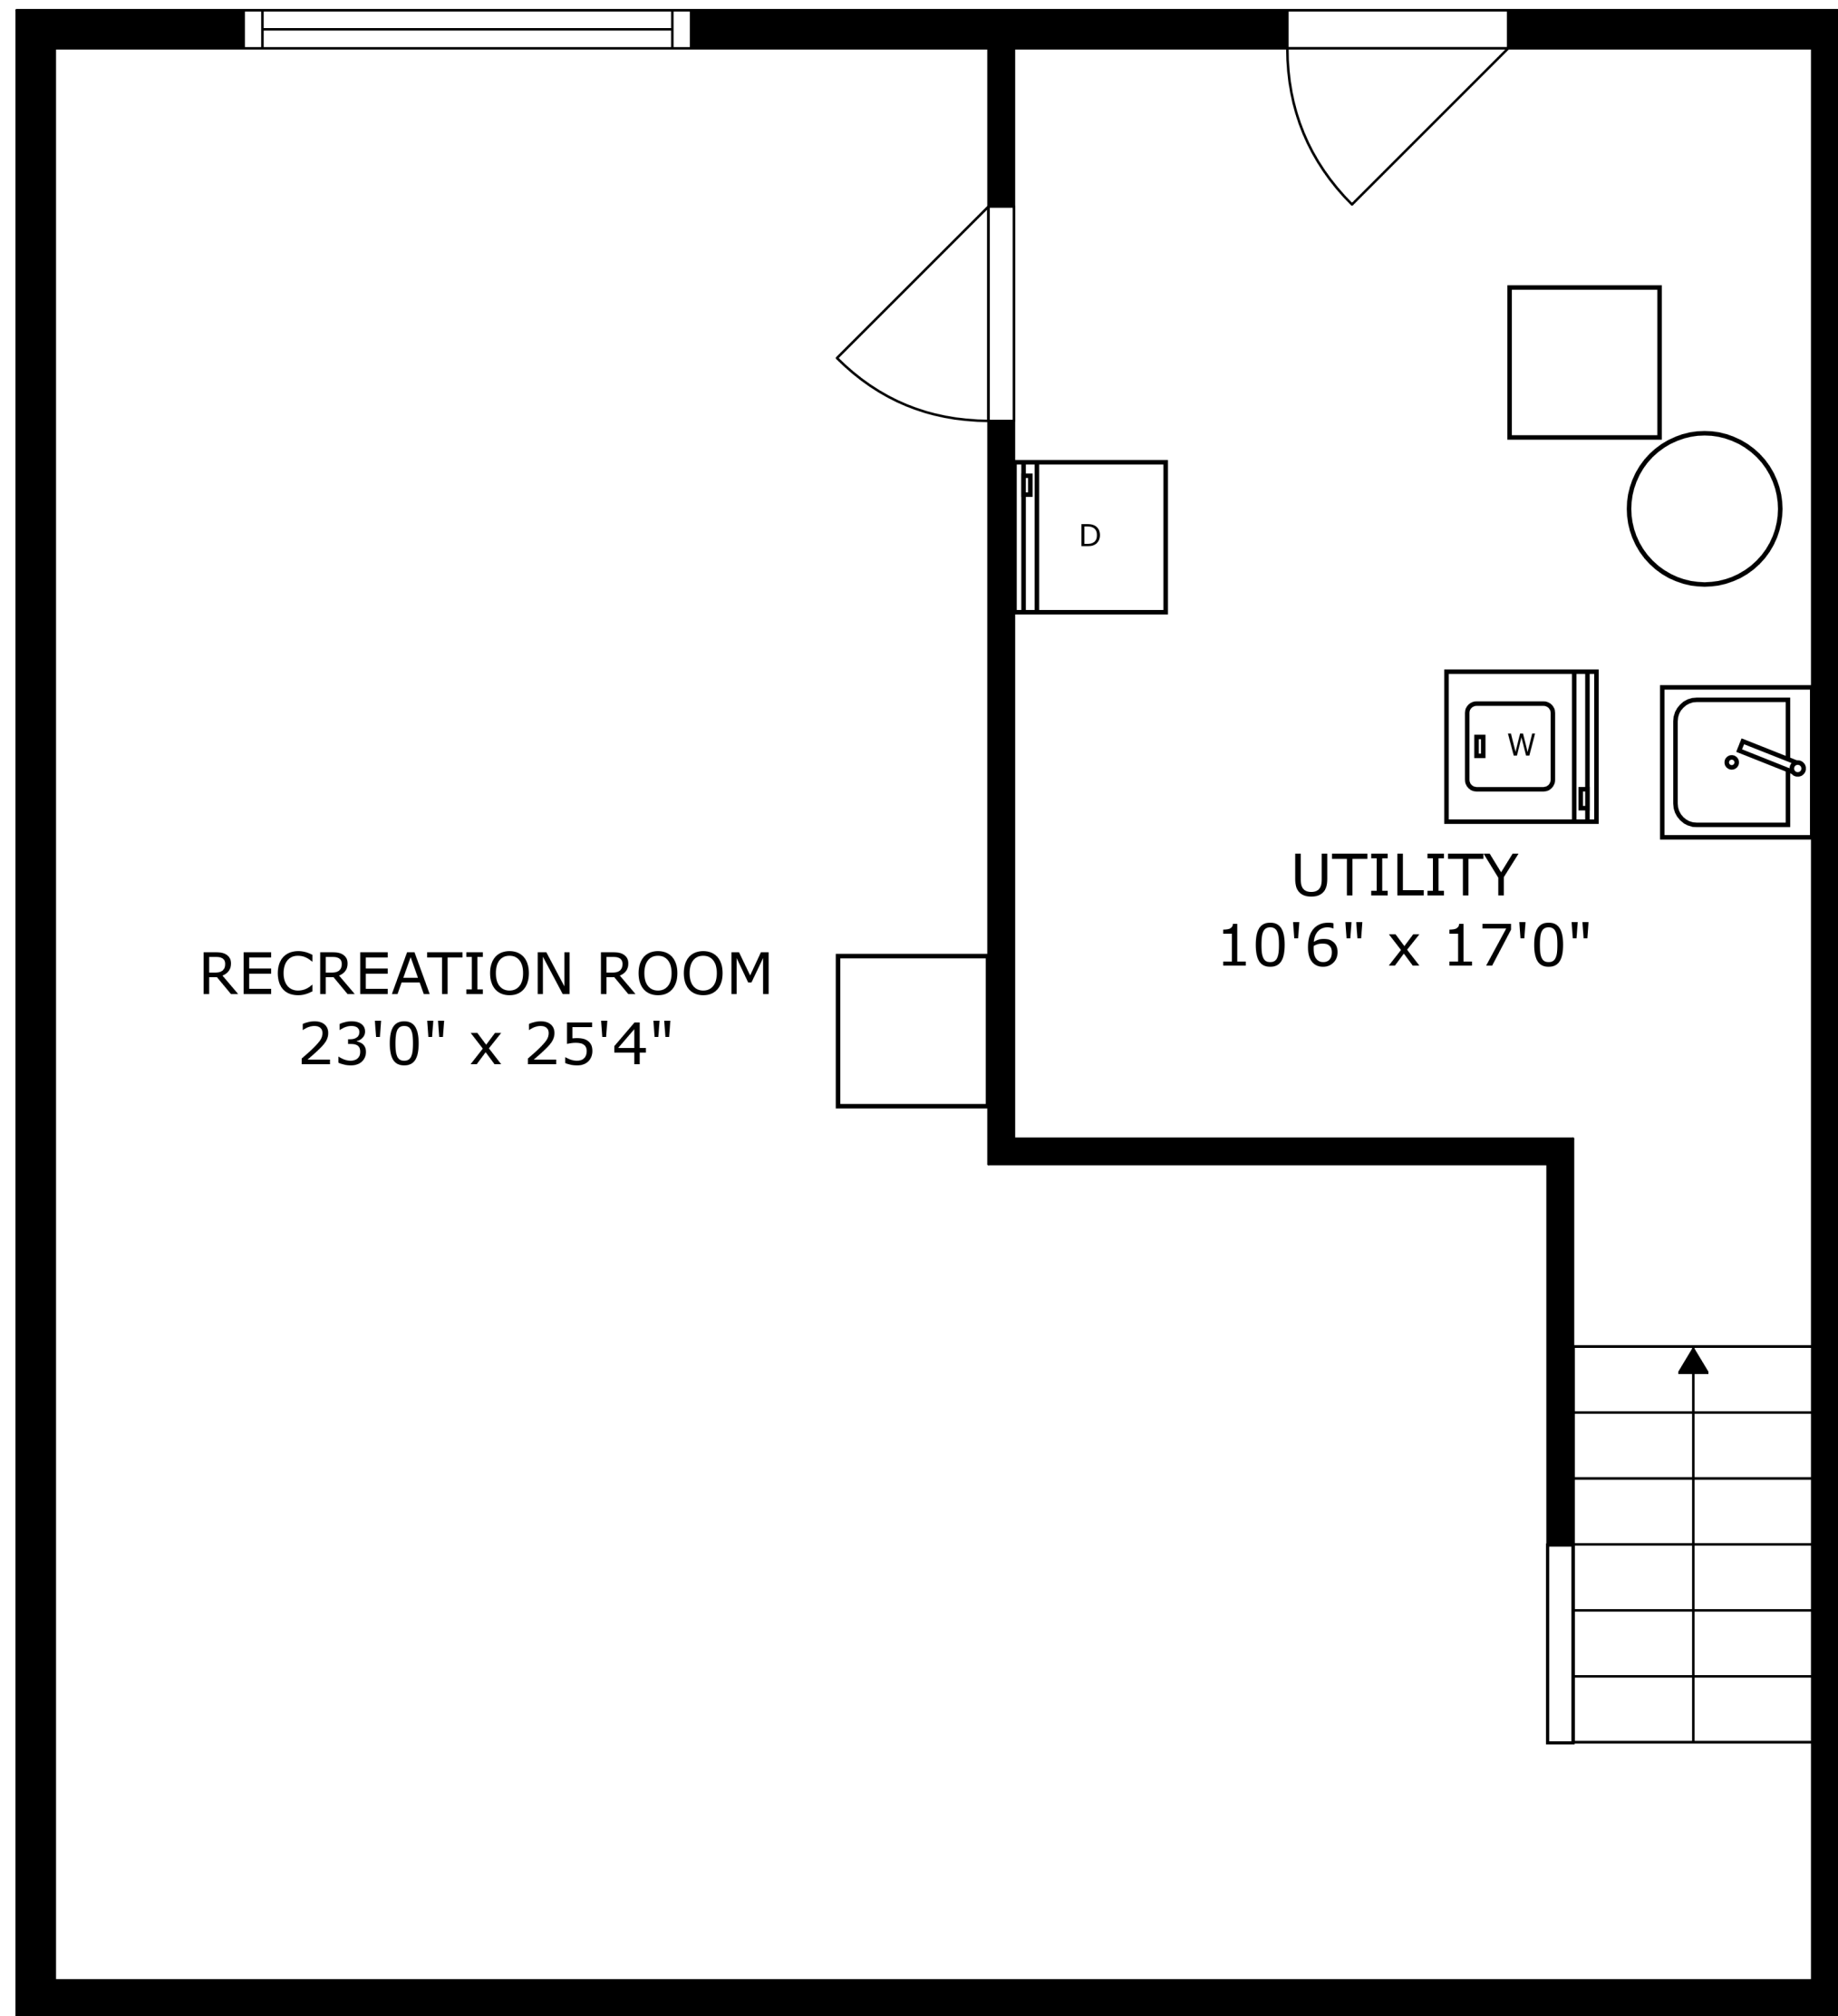 D
W
UTILITY
10'6" x 17'0"
RECREATION ROOM
23'0" x 25'4"